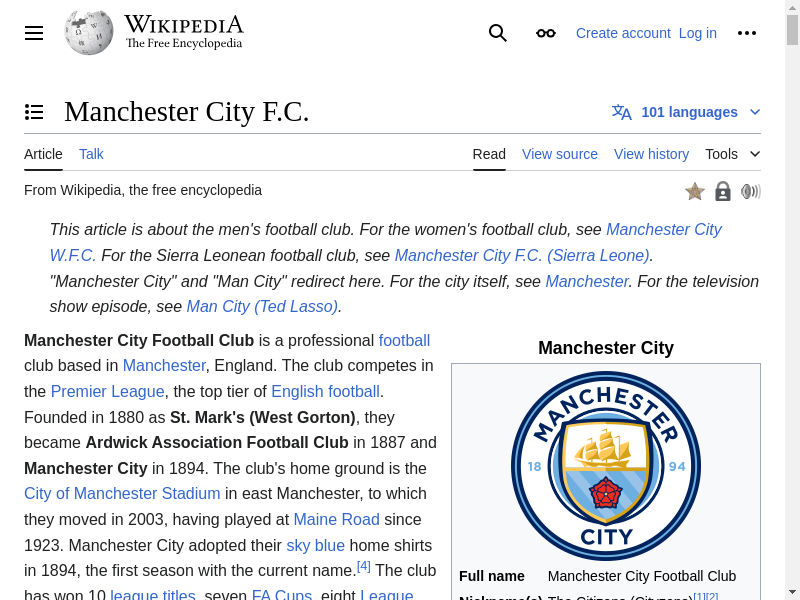 WIKIPEDIA
The Free Encyclopedia
Create account Log in
Manchester City F.C.
101 languages
Article Talk Read View source View history Tools
From Wikipedia, the free encyclopedia
This article is about the men's football club. For the women's football club, see Manchester City
W.F.C. For the Sierra Leonean football club, see Manchester City F.C. (Sierra Leone).
"Manchester City" and "Man City" redirect here. For the city itself, see Manchester. For the television
show episode, see Man City (Ted Lasso).
Manchester City Football Club is a professional football
club based in Manchester, England. The club competes in
the Premier League, the top tier of English football.
Founded in 1880 as St. Mark's (West Gorton), they
became Ardwick Association Football Club in 1887 and
Manchester City in 1894. The club's home ground is the
City of Manchester Stadium in east Manchester, to which
they moved in 2003, having played at Maine Road since
1923. Manchester City adopted their sky blue home shirts
in 1894, the first season with the current name.[4] The club
has won 10 league titles, seven FA Cups, eight League
Manchester City
MANCHESTER
18 94
CITY
Full name Manchester City Football Club
Nickname(s) The Citizens (Cityzens)[1][2]